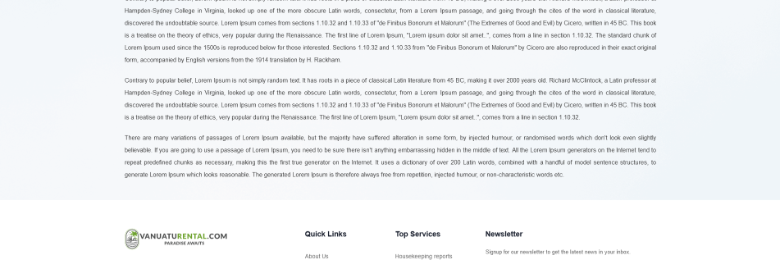 Hampden-Sydney College in Virginia, looked up one of the more obscure Latin words, consectetur, from a Lorem Ipsum passage, and going through the cites of the word in classical literature,
discovered the undoubtable source. Lorem Ipsum comes from sections 1.10.32 and 1.10.33 of "de Finibus Bonorum et Malorum" (The Extremes of Good and Evil) by Cicero, written in 45 BC. This book
is a treatise on the theory of ethics, very popular during the Renaissance. The first line of Lorem Ipsum, "Lorem ipsum dolor sit amet..", comes from a line in section 1.10.32. The standard chunk of
Lorem Ipsum used since the 1500s is reproduced below for those interested. Sections 1.10.32 and 1.10.33 from "de Finibus Bonorum et Malorum" by Cicero are also reproduced in their exact original
form, accompanied by English versions from the 1914 translation by H. Rackham.
Contrary to popular belief, Lorem Ipsum is not simply random text. It has roots in a piece of classical Latin literature from 45 BC, making it over 2000 years old. Richard McClintock, a Latin professor at
Hampden-Sydney College in Virginia, looked up one of the more obscure Latin words, consectetur, from a Lorem Ipsum passage, and going through the cites of the word in classical literature,
discovered the undoubtable source. Lorem Ipsum comes from sections 1.10.32 and 1.10.33 of "de Finibus Bonorum et Malorum" (The Extremes of Good and Evil) by Cicero, written in 45 BC. This book
is a treatise on the theory of ethics, very popular during the Renaissance. The first line of Lorem Ipsum, "Lorem ipsum dolor sit amet..", comes from a line in section 1.10.32.
There are many variations of passages of Lorem Ipsum available, but the majority have suffered alteration in some form, by injected humour, or randomised words which don't look even slightly
believable. If you are going to use a passage of Lorem Ipsum, you need to be sure there isn't anything embarrassing hidden in the middle of text. All the Lorem Ipsum generators on the Internet tend to
repeat predefined chunks as necessary, making this the first true generator on the Internet. It uses a dictionary of over 200 Latin words, combined with a handful of model sentence structures, to
generate Lorem Ipsum which looks reasonable. The generated Lorem Ipsum is therefore always free from repetition, injected humour, or non-characteristic words etc.
VANUATURENTAL.COM
PARADISE AWAITS
Quick Links
About Us
Top Services
Housekeeping reports
Newsletter
Signup for our newsletter to get the latest news in your inbox.